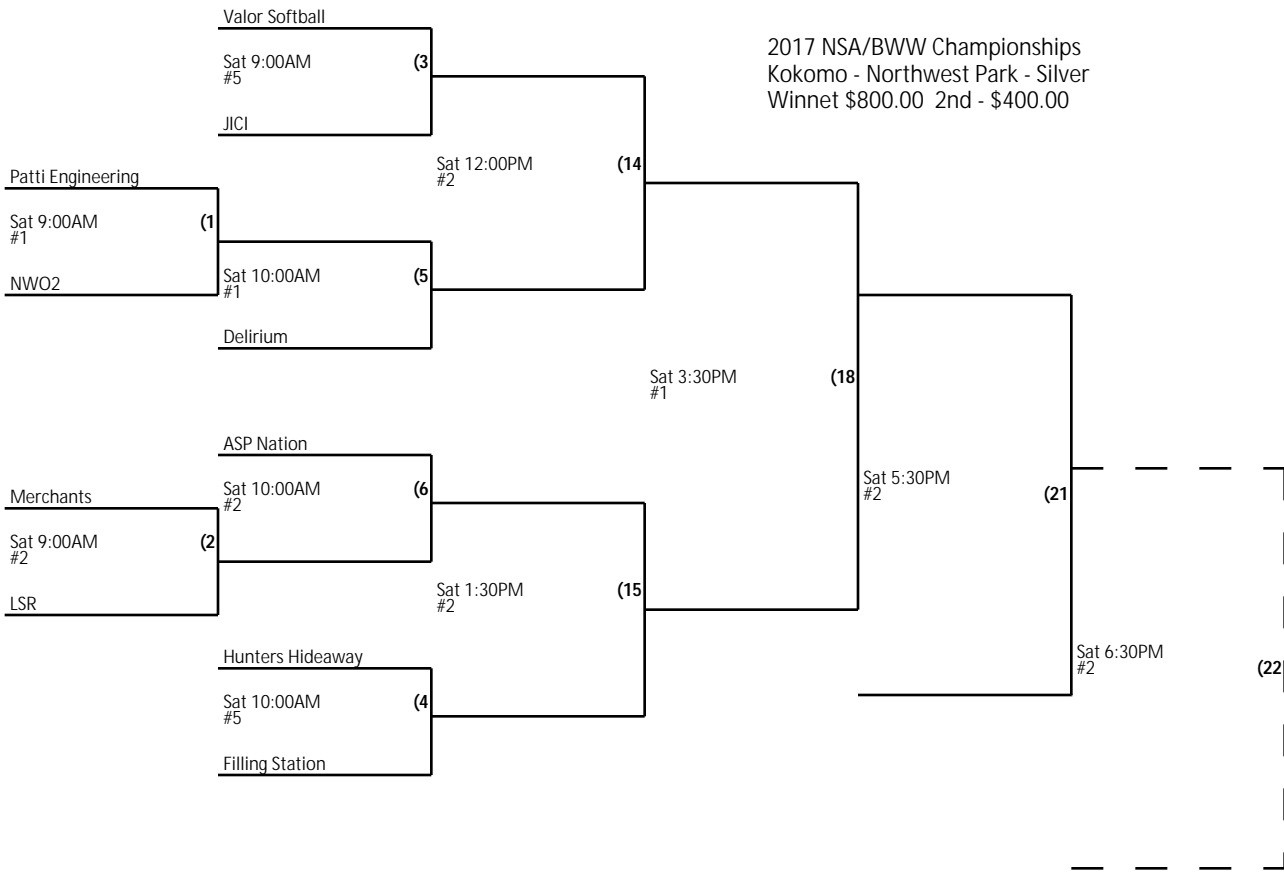 Valor Softball
2017 NSA/BWW Championships
Kokomo - Northwest Park - Silver
Winnet $800.00  2nd - $400.00
Sat 9:00AM (3
#5
JICI
Sat 12:00PM (14
#2
Patti Engineering
Sat 9:00AM (1
#1
NWO2
Sat 10:00AM (5
#1
Delirium
Sat 3:30PM (18
#1
ASP Nation
Sat 10:00AM (6
#2
Merchants
Sat 9:00AM (2
#2
LSR
Sat 5:30PM (21
#2
Sat 1:30PM (15
#2
Hunters Hideaway
Sat 10:00AM (4
#5
Filling Station
Sat 6:30PM (22
#2